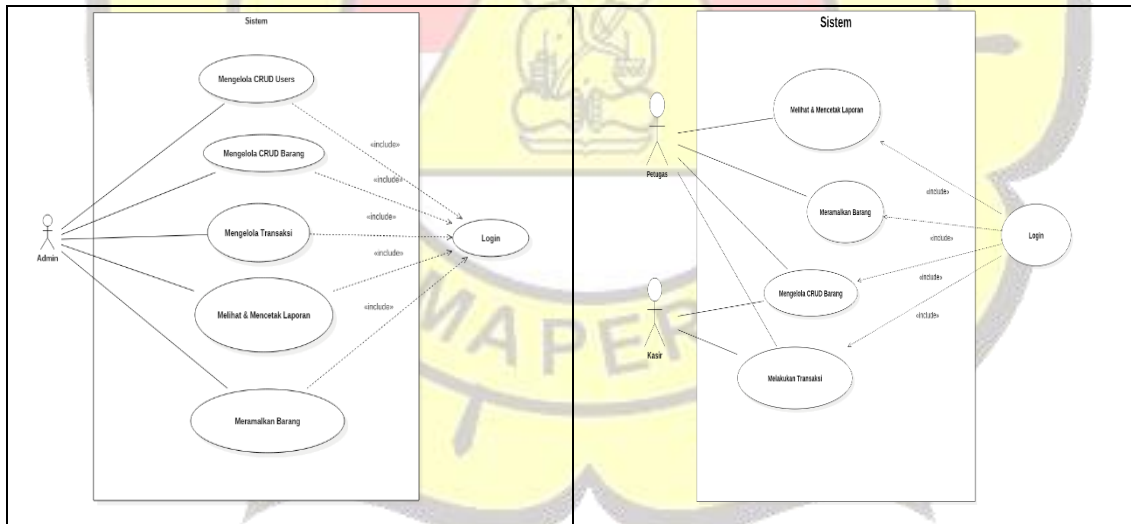 Sistem
Mengelola CRUD Users
«include»
Mengelola CRUD Barang
«include»
«include»
Mengelola Transaksi
Login
Admin
«include»
Melihat & Mencetak Laporan
«include»
Meramalkan Barang
Sistem
Melihat & Mencetak Laporan
Petugas
«include»
Meramalkan Barang
«include»
Login
«include»
Mengelola CRUD Barang
«include»
Kasir
Melakukan Transaksi
MAPER